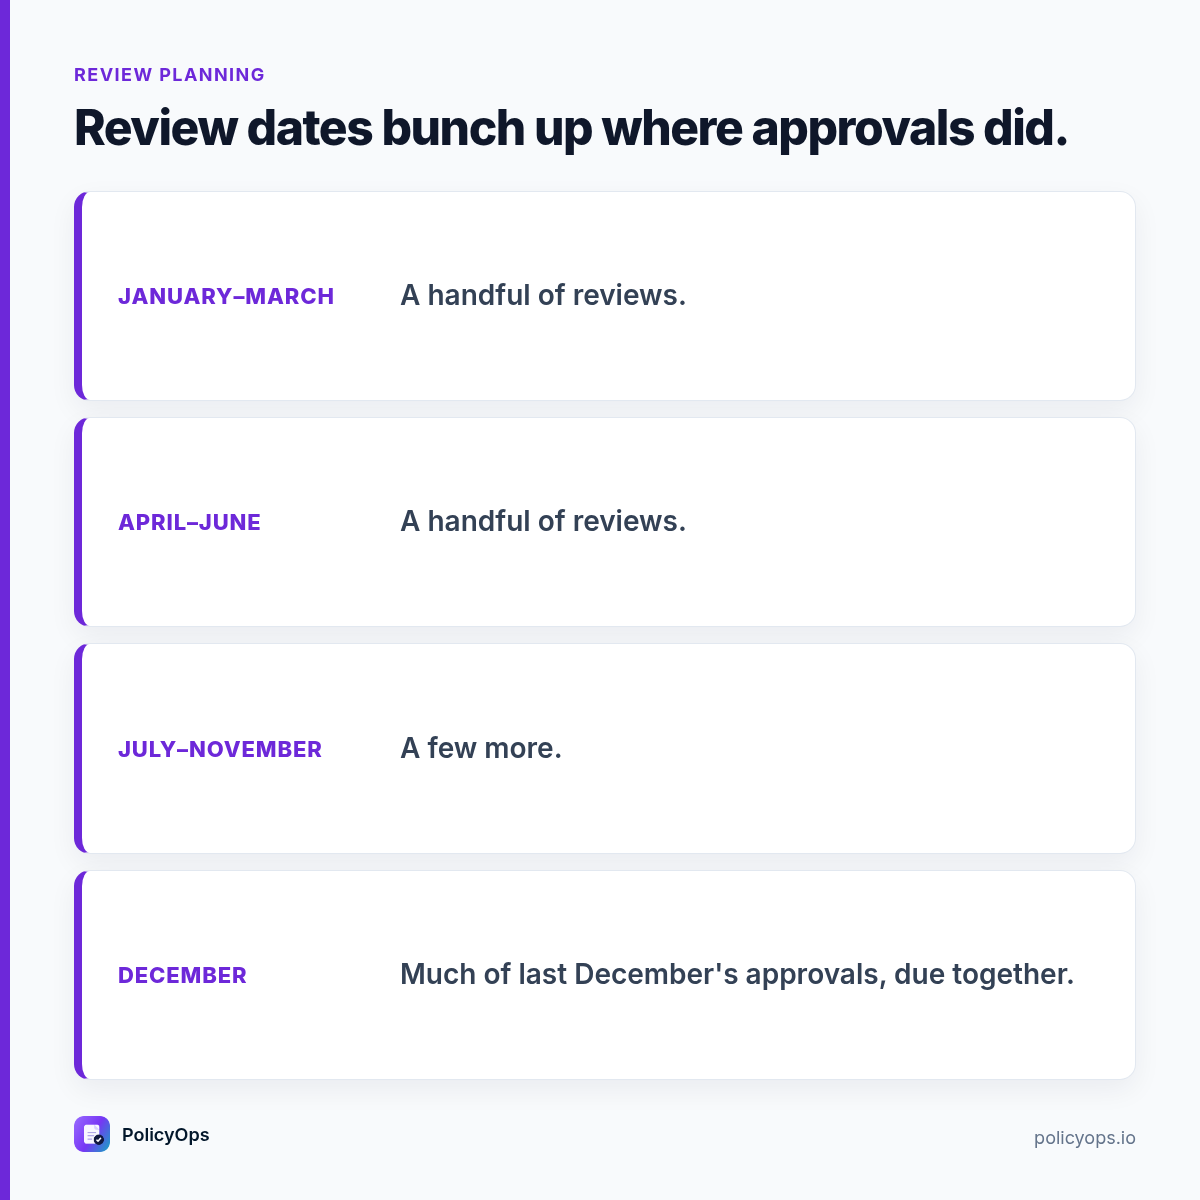 REVIEW PLANNING
Review dates bunch up where approvals did.
JANUARY–MARCH
A handful of reviews.
APRIL–JUNE
A handful of reviews.
JULY–NOVEMBER
A few more.
DECEMBER
Much of last December's approvals, due together.
PolicyOps
policyops.io